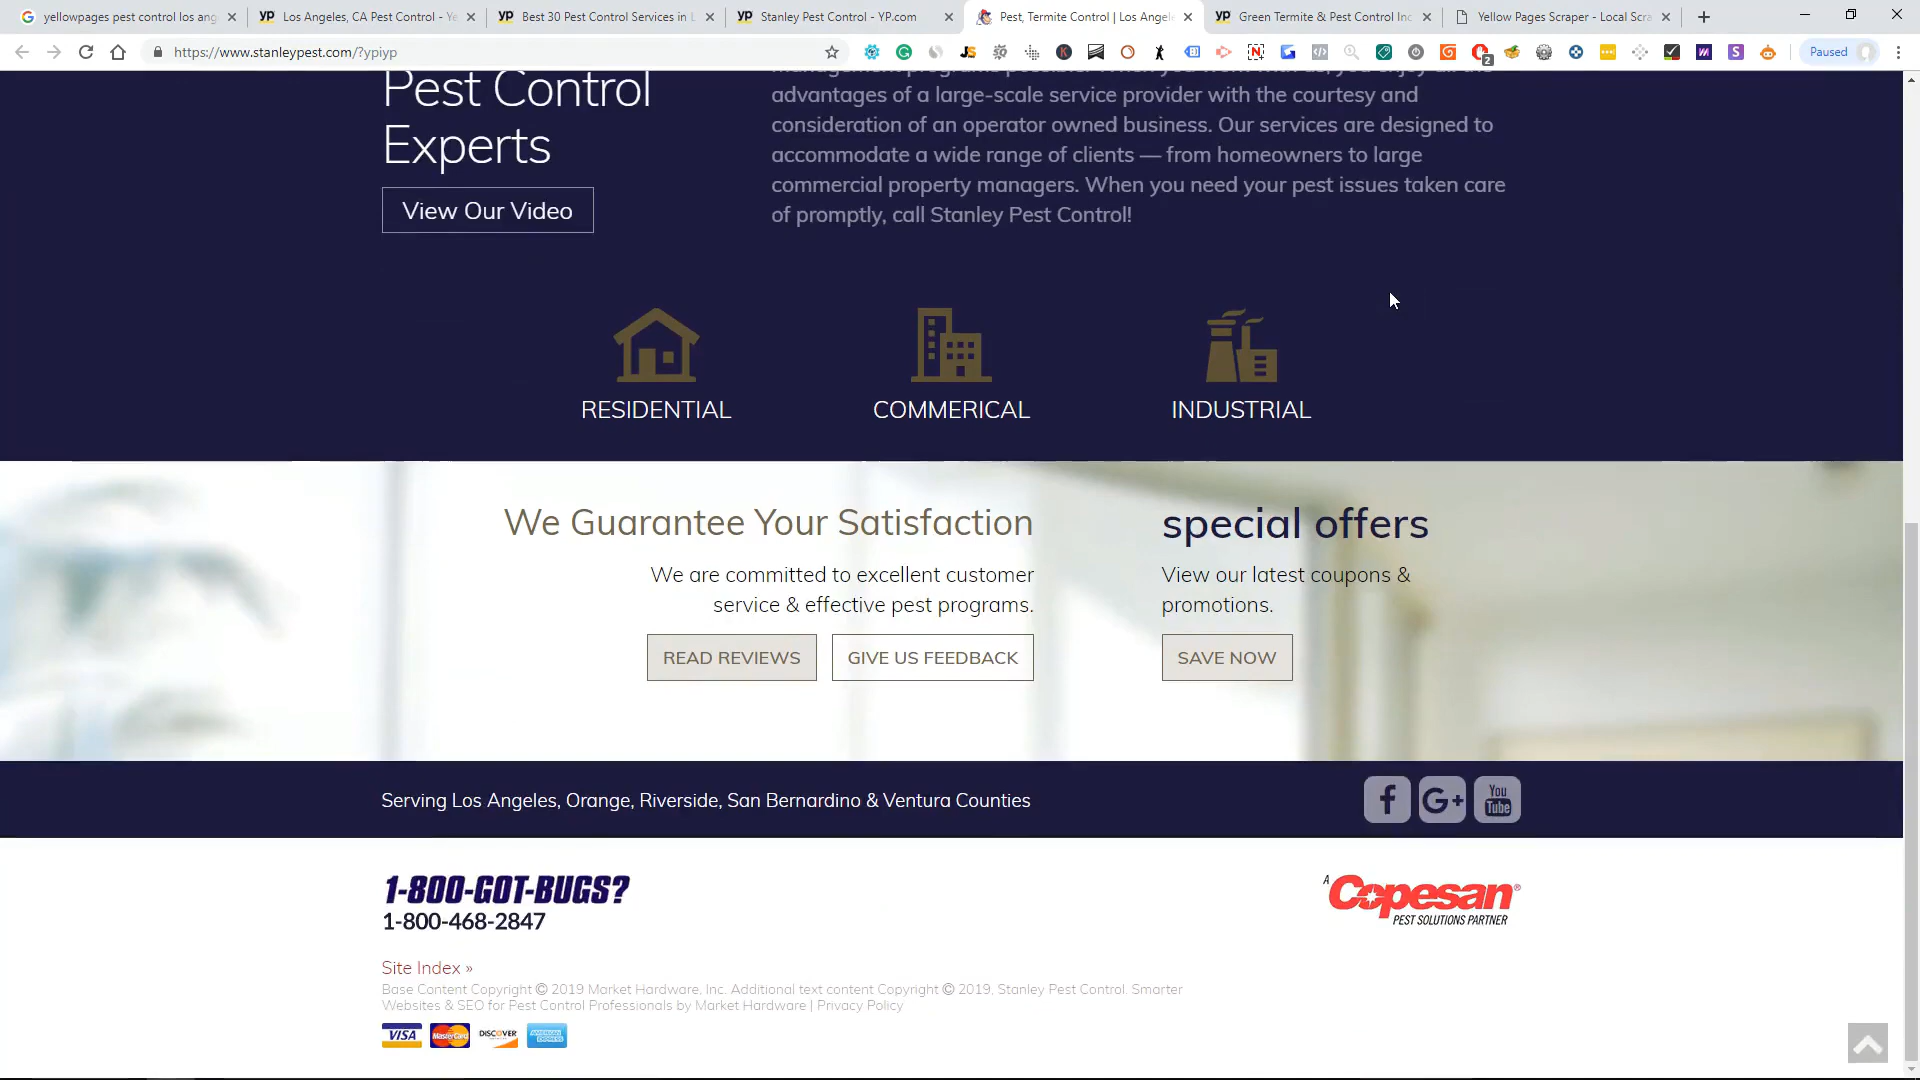 yellowpages pest control los ang
Los Angeles, CA Pest Control - Ye
Best 30 Pest Control Services in L
Stanley Pest Control - YP.com
Pest, Termite Control | Los Angele
Green Termite & Pest Control Inc
Yellow Pages Scraper - Local Scra
https://www.stanleypest.com/?ypiyp
Paused
Pest Control
Experts
View Our Video
advantages of a large-scale service provider with the courtesy and
consideration of an operator owned business. Our services are designed to
accommodate a wide range of clients — from homeowners to large
commercial property managers. When you need your pest issues taken care
of promptly, call Stanley Pest Control!
RESIDENTIAL
COMMERICAL
INDUSTRIAL
We Guarantee Your Satisfaction
We are committed to excellent customer
service & effective pest programs.
READ REVIEWS
GIVE US FEEDBACK
special offers
View our latest coupons &
promotions.
SAVE NOW
Serving Los Angeles, Orange, Riverside, San Bernardino & Ventura Counties
f
G+
You
Tube
1-800-GOT-BUGS?
1-800-468-2847
A
Copesan®
PEST SOLUTIONS PARTNER
Site Index »
Base Content Copyright © 2019 Market Hardware, Inc. Additional text content Copyright © 2019, Stanley Pest Control. Smarter
Websites & SEO for Pest Control Professionals by Market Hardware | Privacy Policy
VISA
MasterCard
DISCOVER
AMERICAN
EXPRESS